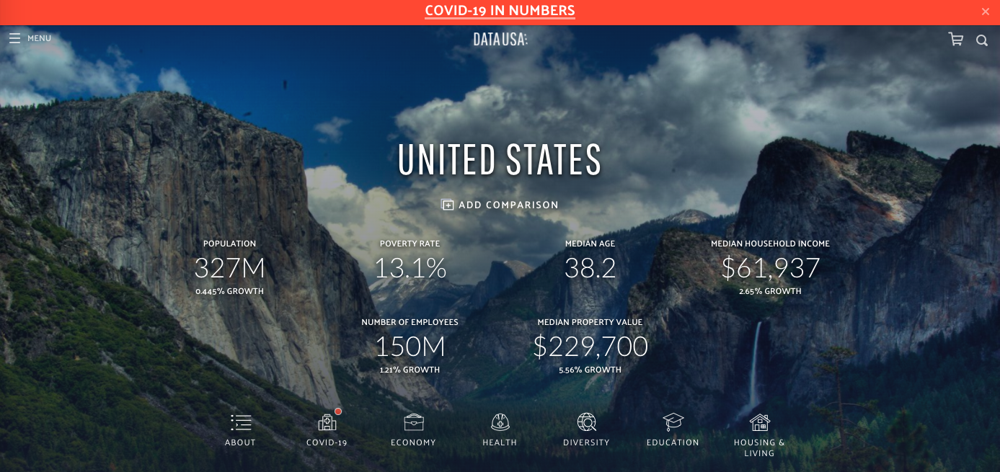 COVID-19 IN NUMBERS
MENU
DATAUSA:
UNITED STATES
ADD COMPARISON
POPULATION
327M
0.445% GROWTH
POVERTY RATE
13.1%
MEDIAN AGE
38.2
MEDIAN HOUSEHOLD INCOME
$61,937
2.65% GROWTH
NUMBER OF EMPLOYEES
150M
1.21% GROWTH
MEDIAN PROPERTY VALUE
$229,700
5.56% GROWTH
ABOUT
COVID-19
ECONOMY
HEALTH
DIVERSITY
EDUCATION
HOUSING &
LIVING